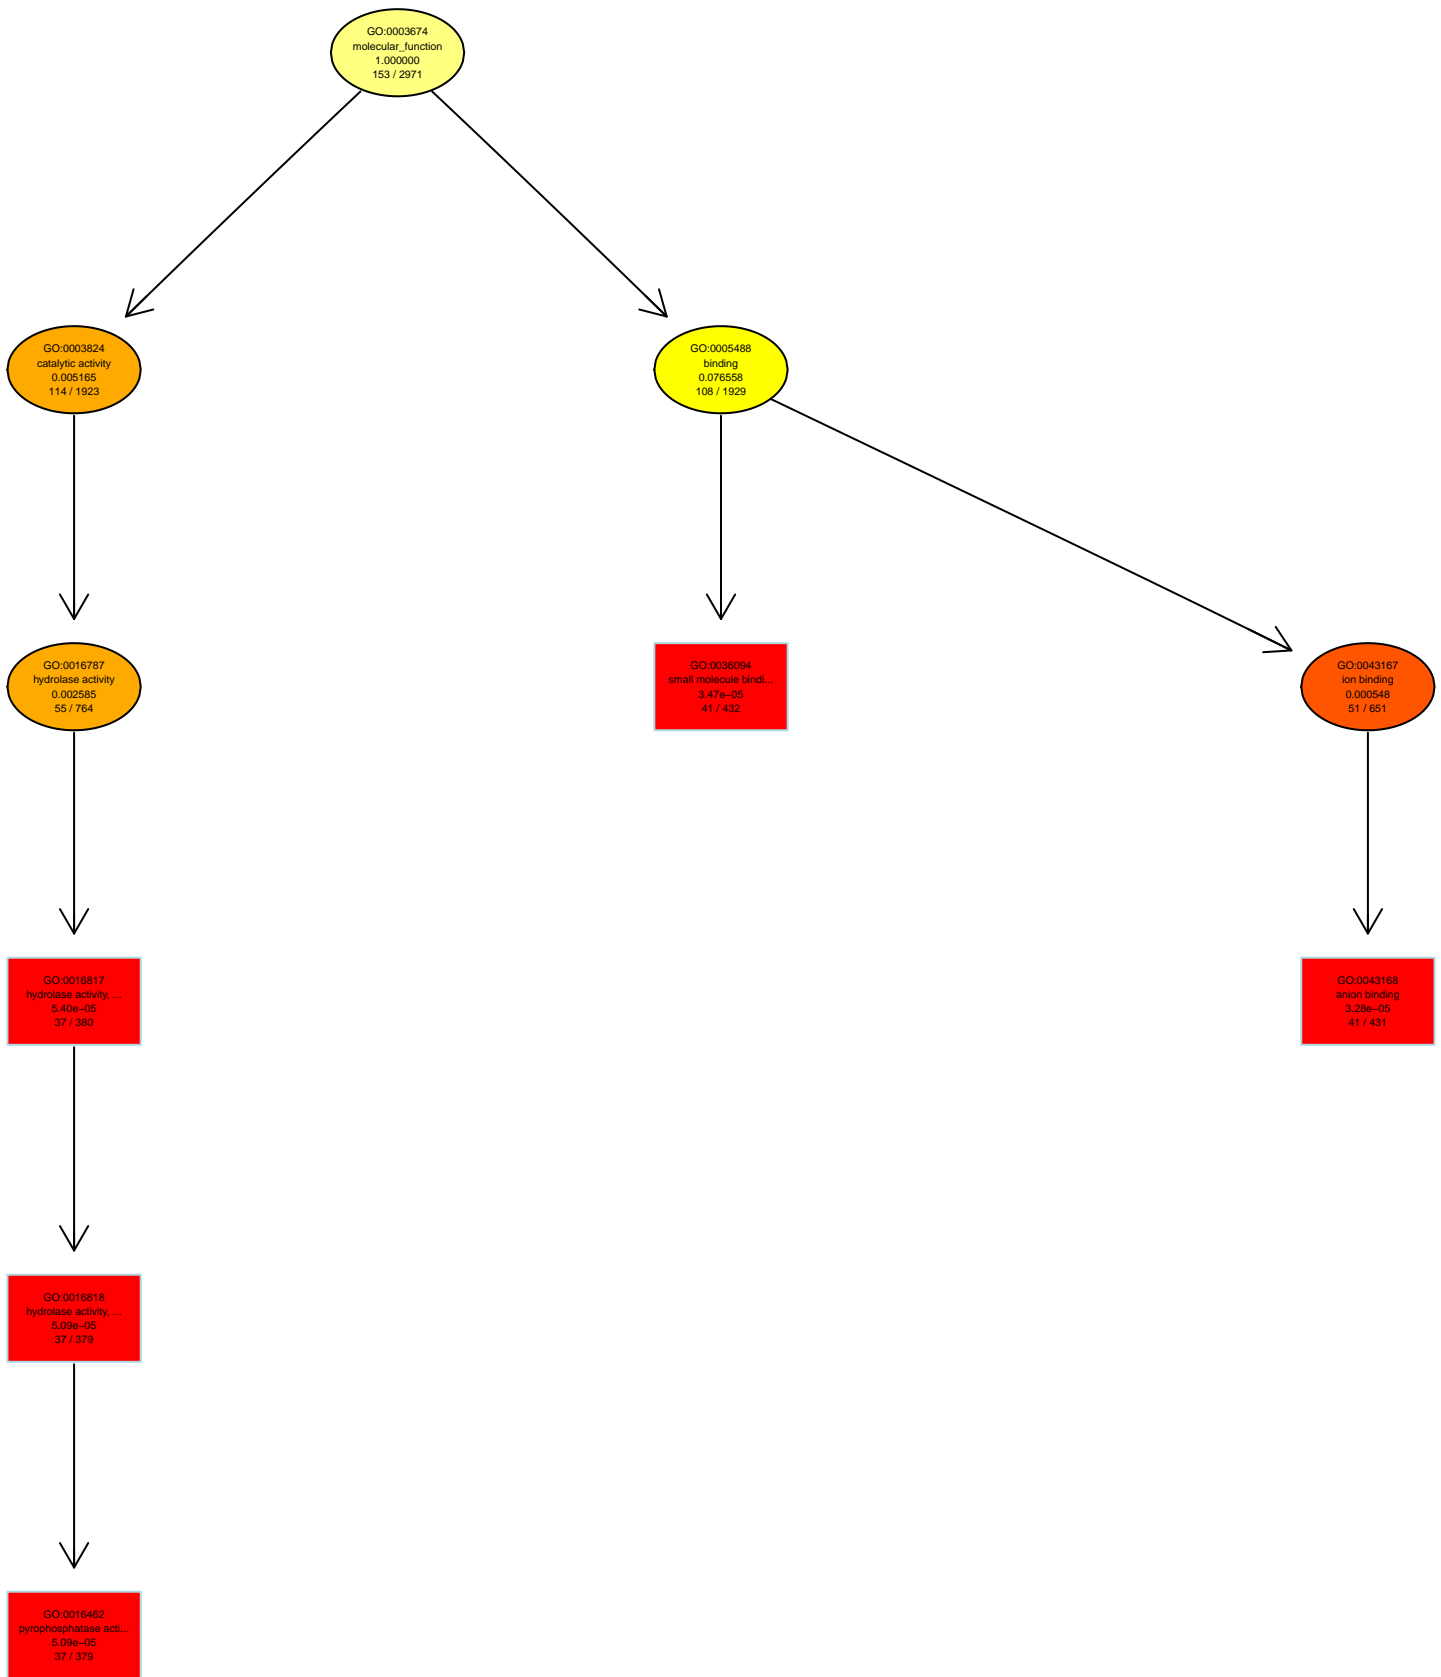 GO:0003674
molecular_function
1.000000
153 / 2971
GO:0003824
catalytic activity
0.005165
114 / 1923
GO:0005488
binding
0.076558
108 / 1929
GO:0016787
hydrolase activity
0.002585
55 / 764
GO:0036094
small molecule bindi...
3.47e−05
41 / 432
GO:0043167
ion binding
0.000548
51 / 651
GO:0016817
hydrolase activity, ...
5.40e−05
37 / 380
GO:0043168
anion binding
3.28e−05
41 / 431
GO:0016818
hydrolase activity, ...
5.09e−05
37 / 379
GO:0016462
pyrophosphatase acti...
5.09e−05
37 / 379